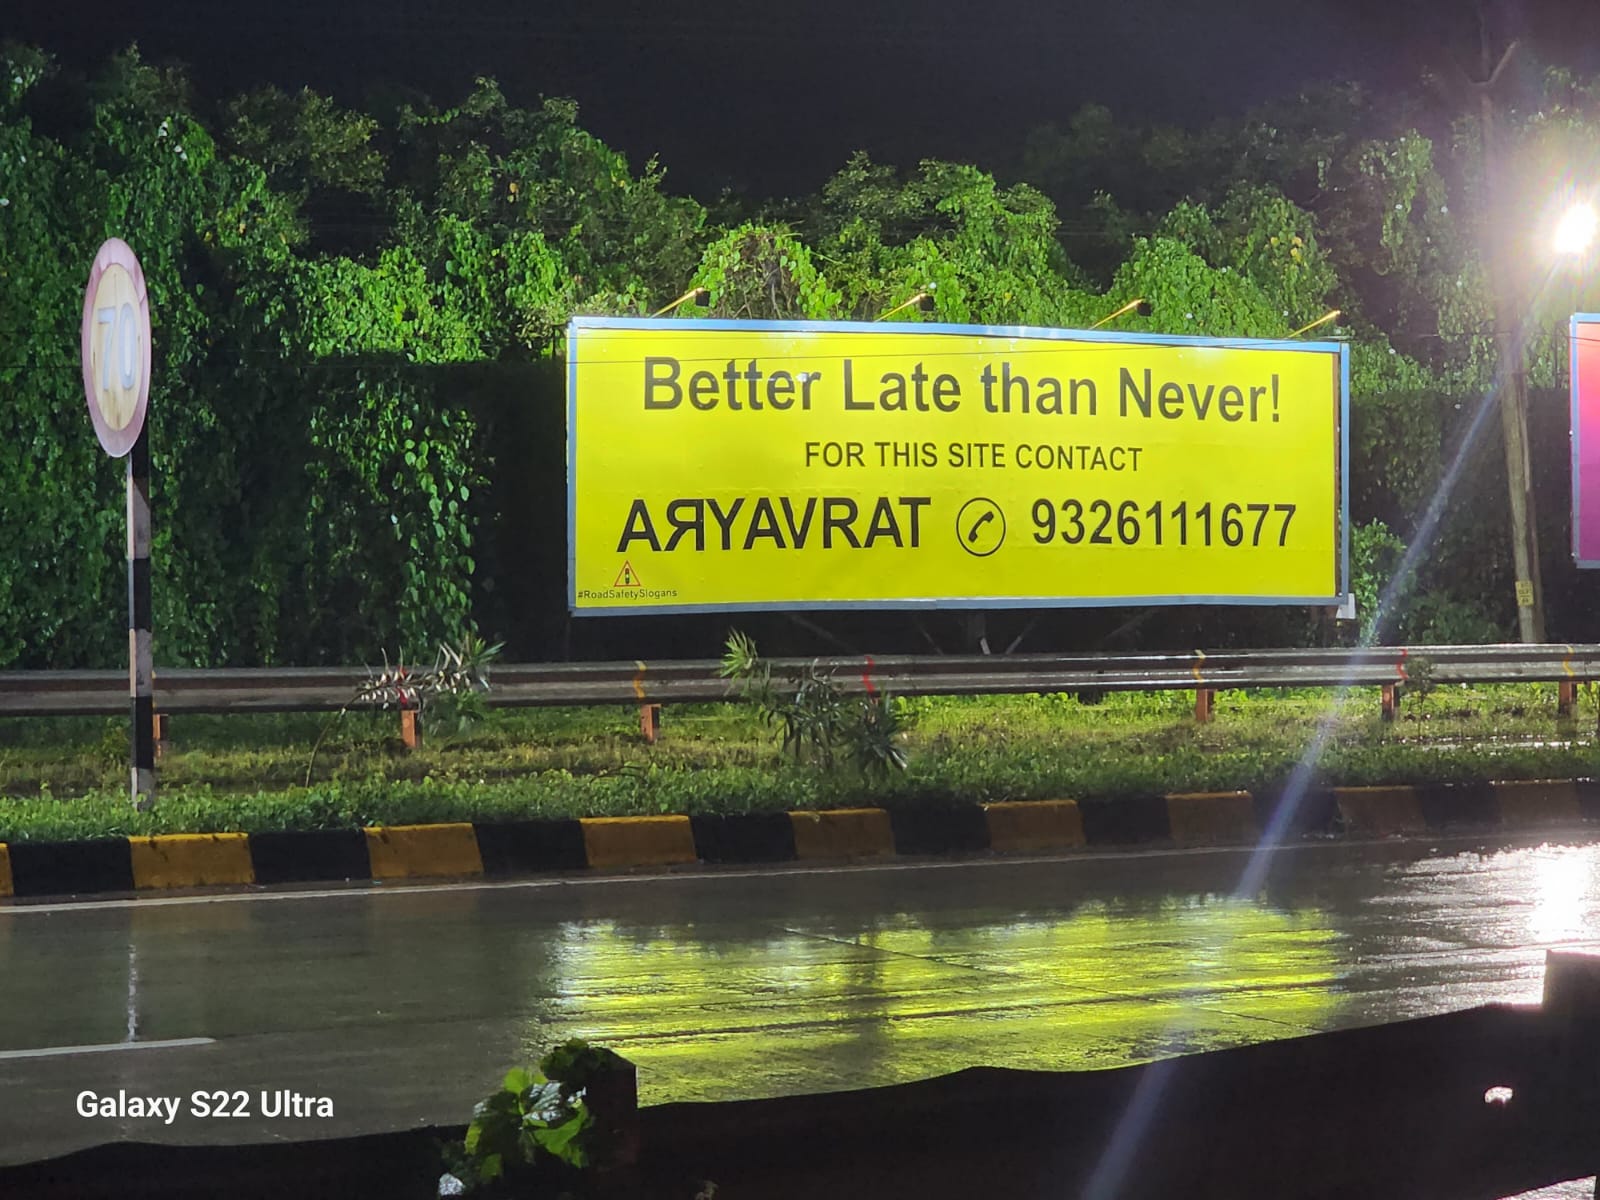 70
Better Late than Never!
FOR THIS SITE CONTACT
AЯYAVRAT 9326111677
#RoadSafetySlogans
Galaxy S22 Ultra